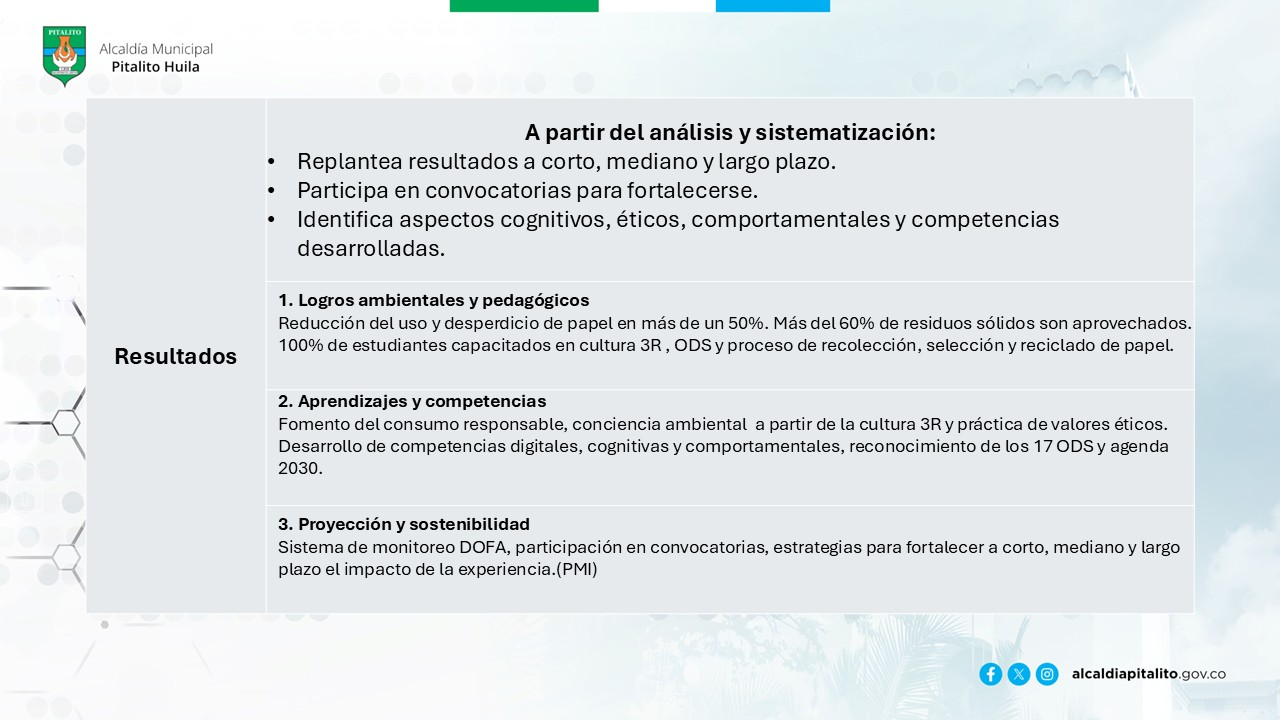 PITALITO
Alcaldía Municipal
Pitalito Huila
A partir del análisis y sistematización:
• Replantea resultados a corto, mediano y largo plazo.
• Participa en convocatorias para fortalecerse.
• Identifica aspectos cognitivos, éticos, comportamentales y competencias
desarrolladas.
Resultados
1. Logros ambientales y pedagógicos
Reducción del uso y desperdicio de papel en más de un 50%. Más del 60% de residuos sólidos son aprovechados.
100% de estudiantes capacitados en cultura 3R , ODS y proceso de recolección, selección y reciclado de papel.
2. Aprendizajes y competencias
Fomento del consumo responsable, conciencia ambiental  a partir de la cultura 3R y práctica de valores éticos.
Desarrollo de competencias digitales, cognitivas y comportamentales, reconocimiento de los 17 ODS y agenda
2030.
3. Proyección y sostenibilidad
Sistema de monitoreo DOFA, participación en convocatorias, estrategias para fortalecer a corto, mediano y largo
plazo el impacto de la experiencia.(PMI)
alcaldiapitalito.gov.co